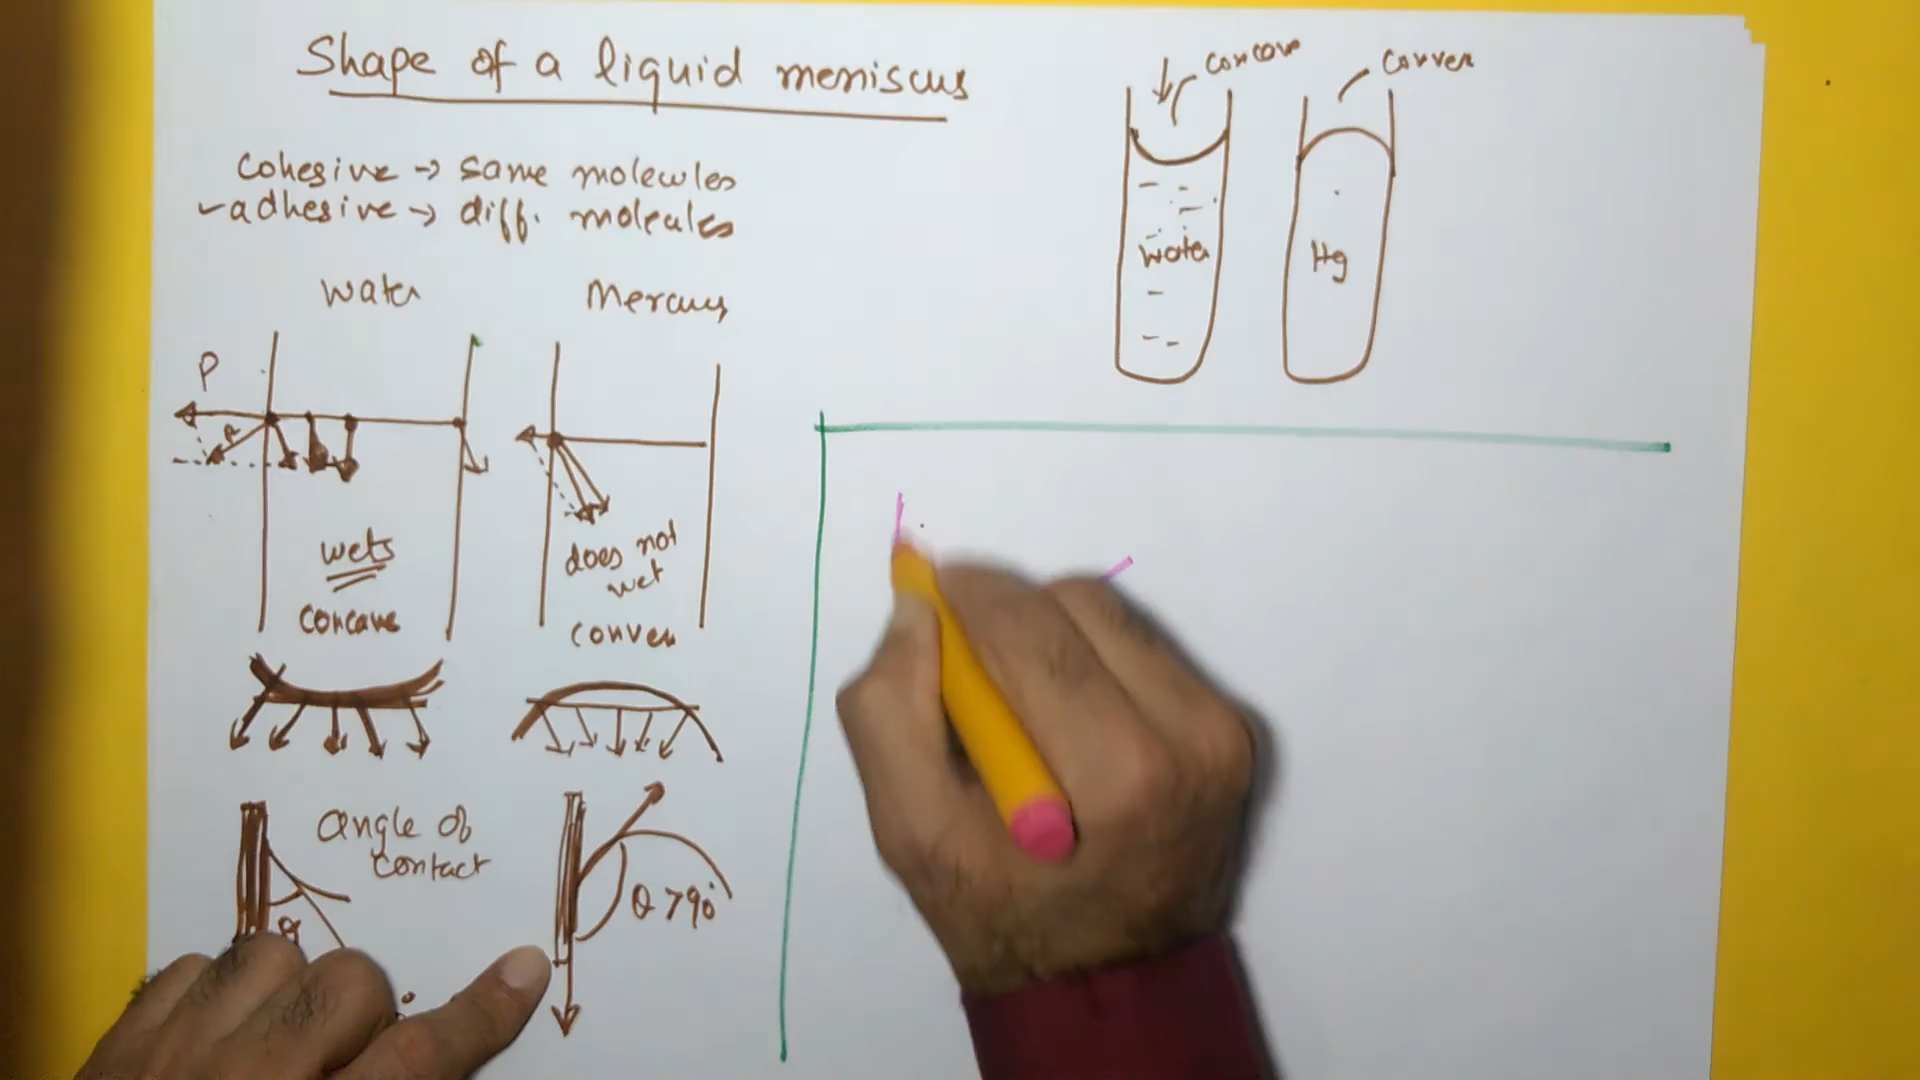 Shape of a liquid meniscus
Cohesive → same molecules
✓adhesive → diff. molecules
Water
Mercury
P
R
wets
concave
does not
wet
convex
angle of
contact
θ
θ >90°
concave
convex
water
Hg